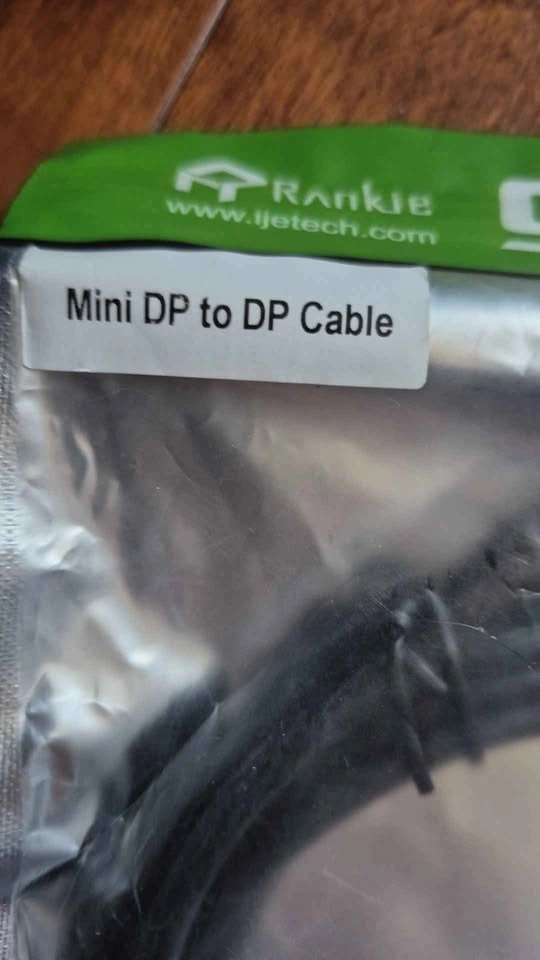 Rankie
www.ijetech.com
Mini DP to DP Cable